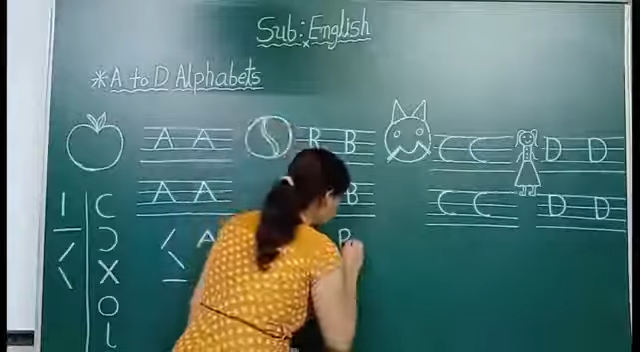 Sub: English
*A to D Alphabets
A A B B C C D D
A A B C C D D
| C
— Ɔ
/ X
\ O
l
/ A
\
—